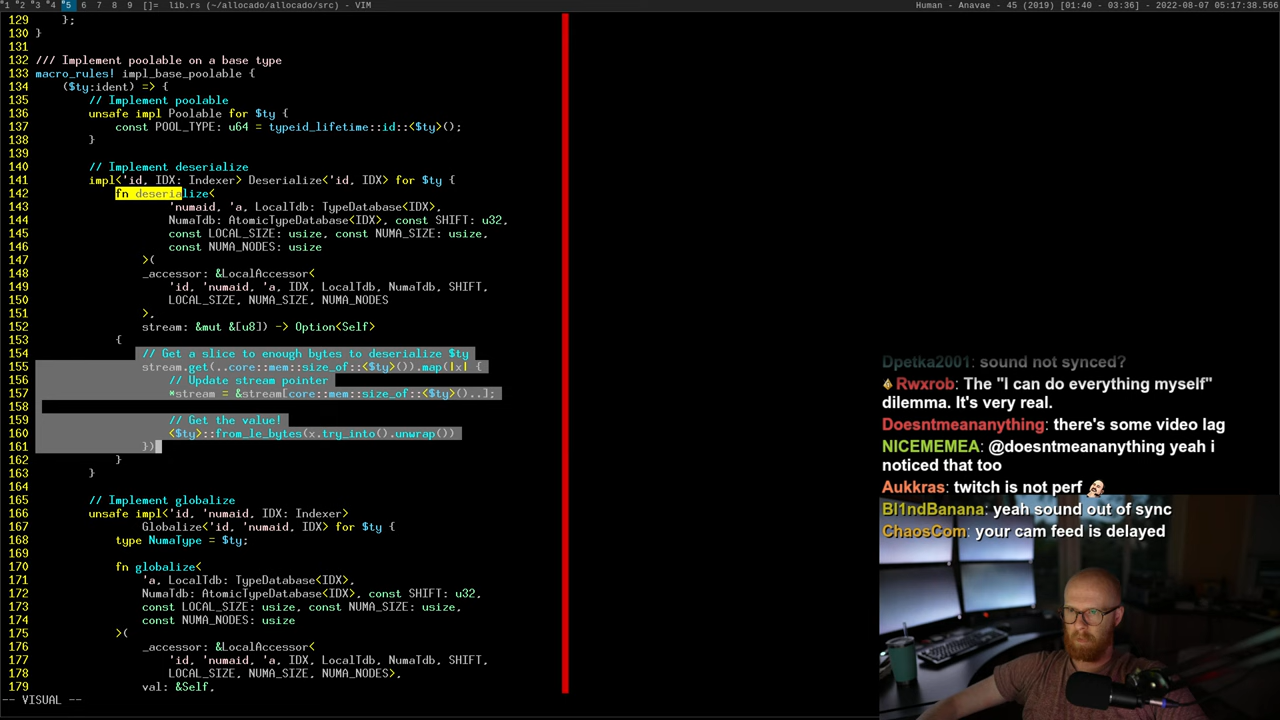 1 2 3 4 5 6 7 8 9 []= lib.rs (~/allocado/allocado/src) - VIM
Human - Anavae - 45 (2019) [01:40 - 03:36] - 2022-08-07 05:17:38.566
129 };
130 }
131
132 /// Implement poolable on a base type
133 macro_rules! impl_base_poolable {
134 ($ty:ident) => {
135 // Implement poolable
136 unsafe impl Poolable for $ty {
137 const POOL_TYPE: u64 = typeid_lifetime::id::<$ty>();
138 }
139
140 // Implement deserialize
141 impl<'id, IDX: Indexer> Deserialize<'id, IDX> for $ty {
142 fn deserialize<
143 'numaid, 'a, LocalTdb: TypeDatabase<IDX>,
144 NumaTdb: AtomicTypeDatabase<IDX>, const SHIFT: u32,
145 const LOCAL_SIZE: usize, const NUMA_SIZE: usize,
146 const NUMA_NODES: usize
147 >(
148 _accessor: &LocalAccessor<
149 'id, 'numaid, 'a, IDX, LocalTdb, NumaTdb, SHIFT,
150 LOCAL_SIZE, NUMA_SIZE, NUMA_NODES
151 >,
152 stream: &mut &[u8]) -> Option<Self>
153 {
154 // Get a slice to enough bytes to deserialize $ty
155 stream.get(..core::mem::size_of::<$ty>()).map(|x| {
156 // Update stream pointer
157 *stream = &stream[core::mem::size_of::<$ty>()..];
158
159 // Get the value!
160 <$ty>::from_le_bytes(x.try_into().unwrap())
161 })
162 }
163 }
164
165 // Implement globalize
166 unsafe impl<'id, 'numaid, IDX: Indexer>
167 Globalize<'id, 'numaid, IDX> for $ty {
168 type NumaType = $ty;
169
170 fn globalize<
171 'a, LocalTdb: TypeDatabase<IDX>,
172 NumaTdb: AtomicTypeDatabase<IDX>, const SHIFT: u32,
173 const LOCAL_SIZE: usize, const NUMA_SIZE: usize,
174 const NUMA_NODES: usize
175 >(
176 _accessor: &LocalAccessor<
177 'id, 'numaid, 'a, IDX, LocalTdb, NumaTdb, SHIFT,
178 LOCAL_SIZE, NUMA_SIZE, NUMA_NODES>,
179 val: &Self,
-- VISUAL --
Dpetka2001: sound not synced?
Rwxrob: The "I can do everything myself"
dilemma. It's very real.
Doesntmeananything: there's some video lag
NICEMEMEA: @doesntmeananything yeah i
noticed that too
Aukkras: twitch is not perf
Bl1ndBanana: yeah sound out of sync
ChaosCom: your cam feed is delayed